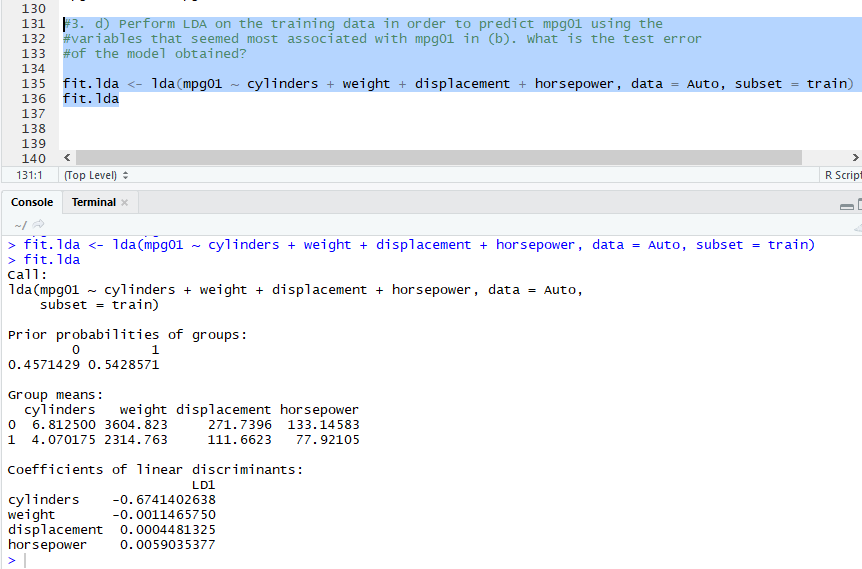 130
131 #3. d) Perform LDA on the training data in order to predict mpg01 using the
132 #variables that seemed most associated with mpg01 in (b). What is the test error
133 #of the model obtained?
134
135 fit.lda <- lda(mpg01 ~ cylinders + weight + displacement + horsepower, data = Auto, subset = train)
136 fit.lda
137
138
139
140
131:1 (Top Level) R Script
Console Terminal
~/
> fit.lda <- lda(mpg01 ~ cylinders + weight + displacement + horsepower, data = Auto, subset = train)
> fit.lda
Call:
lda(mpg01 ~ cylinders + weight + displacement + horsepower, data = Auto,
    subset = train)
Prior probabilities of groups:
        0         1
0.4571429 0.5428571
Group means:
  cylinders   weight displacement horsepower
0  6.812500 3604.823     271.7396  133.14583
1  4.070175 2314.763     111.6623   77.92105
Coefficients of linear discriminants:
                       LD1
cylinders    -0.6741402638
weight       -0.0011465750
displacement  0.0004481325
horsepower    0.0059035377
>